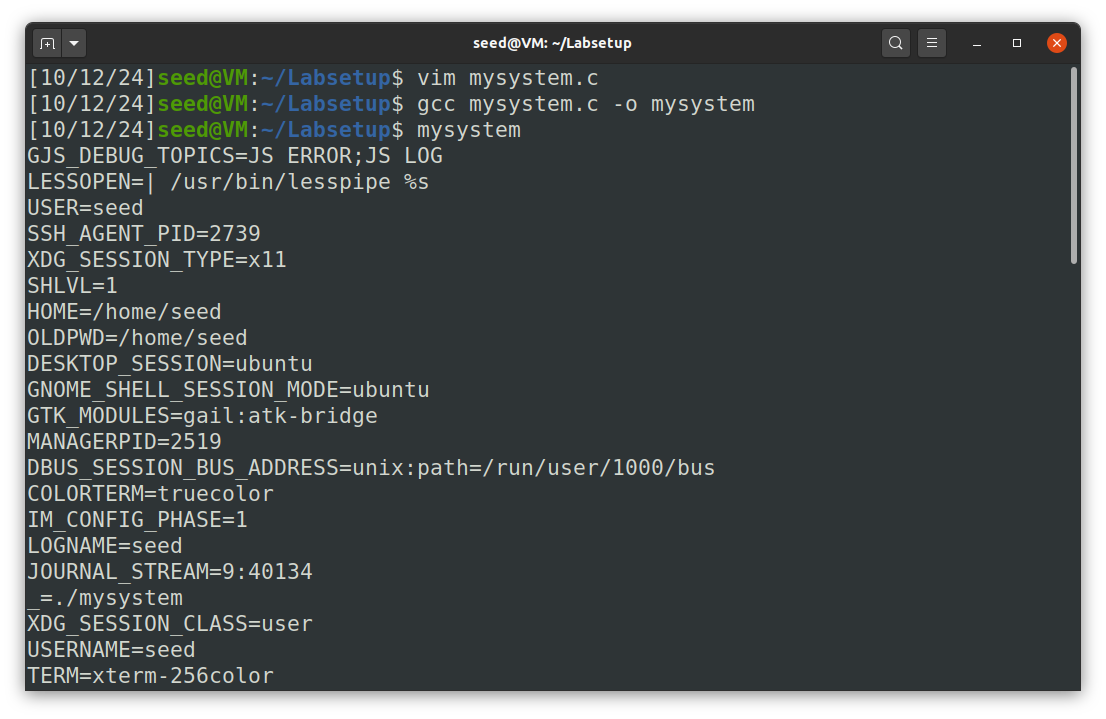 seed@VM: ~/Labsetup
[10/12/24]seed@VM:~/Labsetup$ vim mysystem.c
[10/12/24]seed@VM:~/Labsetup$ gcc mysystem.c -o mysystem
[10/12/24]seed@VM:~/Labsetup$ mysystem
GJS_DEBUG_TOPICS=JS ERROR;JS LOG
LESSOPEN=| /usr/bin/lesspipe %s
USER=seed
SSH_AGENT_PID=2739
XDG_SESSION_TYPE=x11
SHLVL=1
HOME=/home/seed
OLDPWD=/home/seed
DESKTOP_SESSION=ubuntu
GNOME_SHELL_SESSION_MODE=ubuntu
GTK_MODULES=gail:atk-bridge
MANAGERPID=2519
DBUS_SESSION_BUS_ADDRESS=unix:path=/run/user/1000/bus
COLORTERM=truecolor
IM_CONFIG_PHASE=1
LOGNAME=seed
JOURNAL_STREAM=9:40134
_=./mysystem
XDG_SESSION_CLASS=user
USERNAME=seed
TERM=xterm-256color